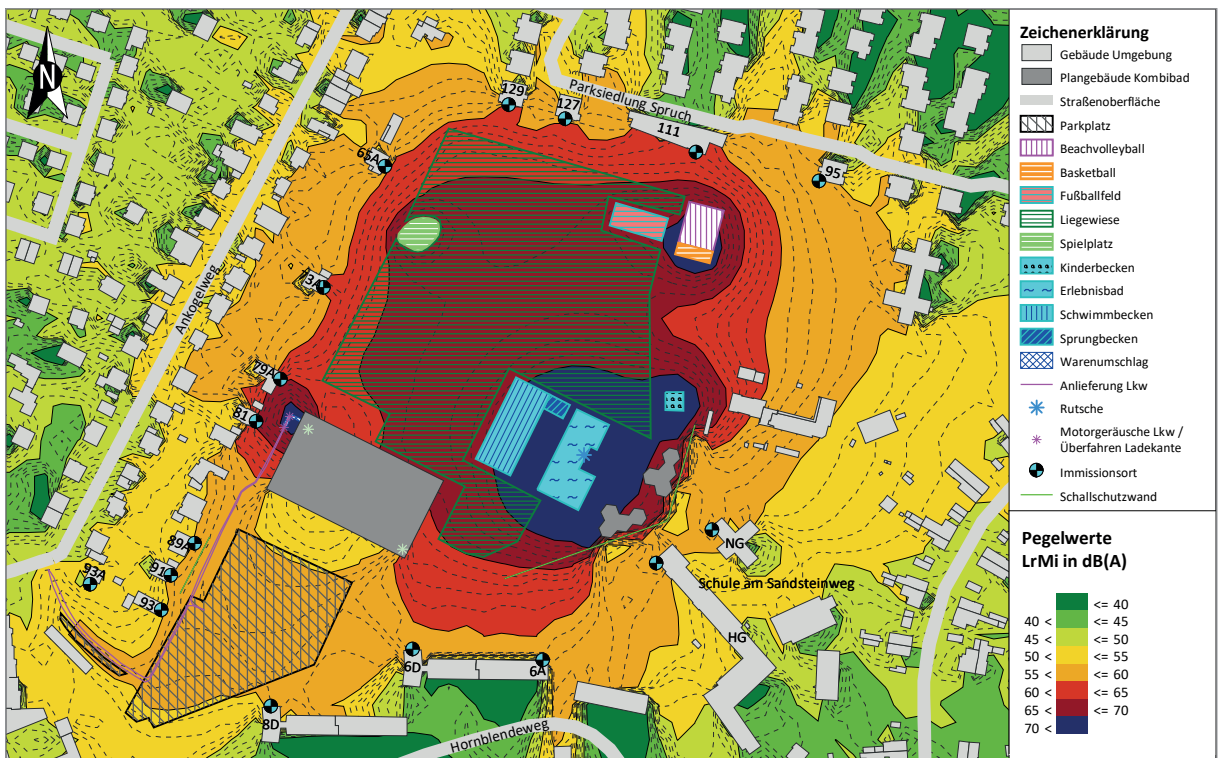 N
129
127
Parksiedlung Spruch
111
65A
95
73A
Ankogelweg
79A
81
89A
91
93A
93
NG
Schule am Sandsteinweg
HG
6D
6A
8D
Hornblendeweg
Zeichenerklärung
Gebäude Umgebung
Plangebäude Kombibad
Straßenoberfläche
Parkplatz
Beachvolleyball
Basketball
Fußballfeld
Liegewiese
Spielplatz
Kinderbecken
Erlebnisbad
Schwimmbecken
Sprungbecken
Warenumschlag
Anlieferung Lkw
Rutsche
Motorgeräusche Lkw /
Überfahren Ladekante
Immissionsort
Schallschutzwand
Pegelwerte
LrMi in dB(A)
<= 40
40 < <= 45
45 < <= 50
50 < <= 55
55 < <= 60
60 < <= 65
65 < <= 70
70 <